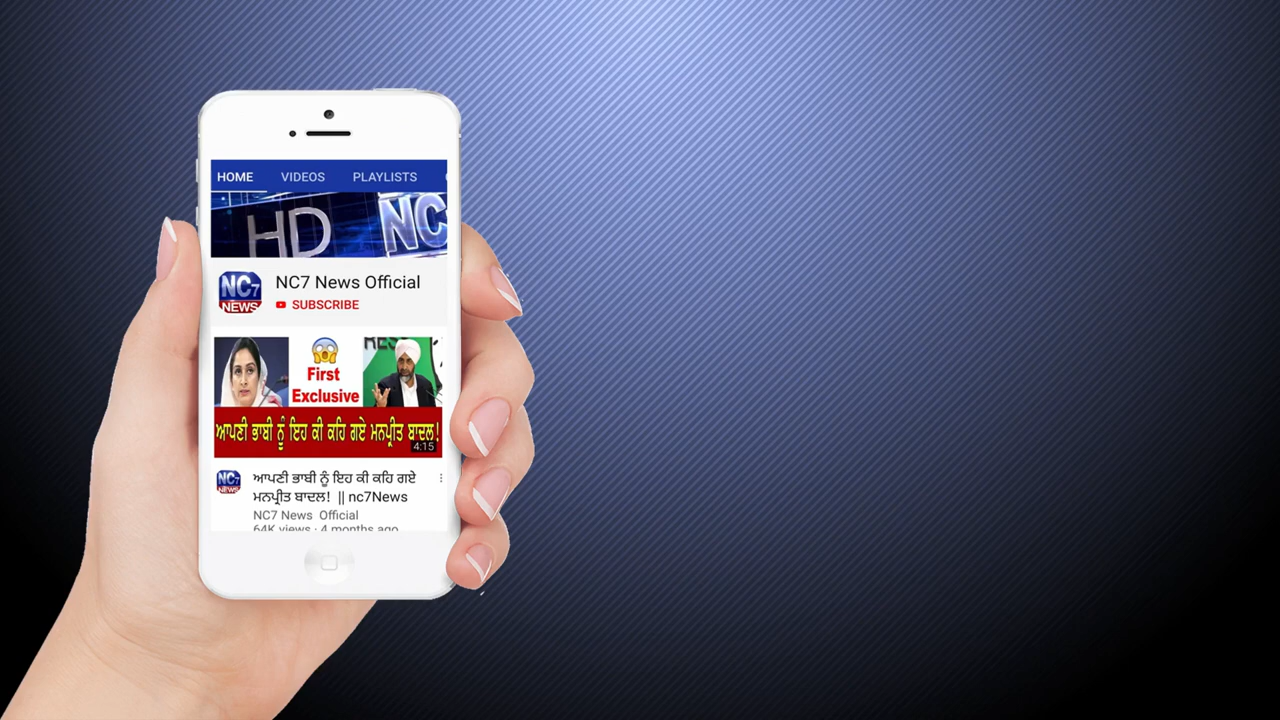 HOME VIDEOS PLAYLISTS
HD NC
NC7 News Official
NC7 NEWS
SUBSCRIBE
First
Exclusive
ਆਪਣੀ ਭਾਬੀ ਨੂੰ ਇਹ ਕੀ ਕਹਿ ਗਏ ਮਨਪ੍ਰੀਤ ਬਾਦਲ!
4:15
NC7 NEWS
ਆਪਣੀ ਭਾਬੀ ਨੂੰ ਇਹ ਕੀ ਕਹਿ ਗਏ
ਮਨਪ੍ਰੀਤ ਬਾਦਲ! || nc7News
NC7 News Official
64K views · 4 months ago